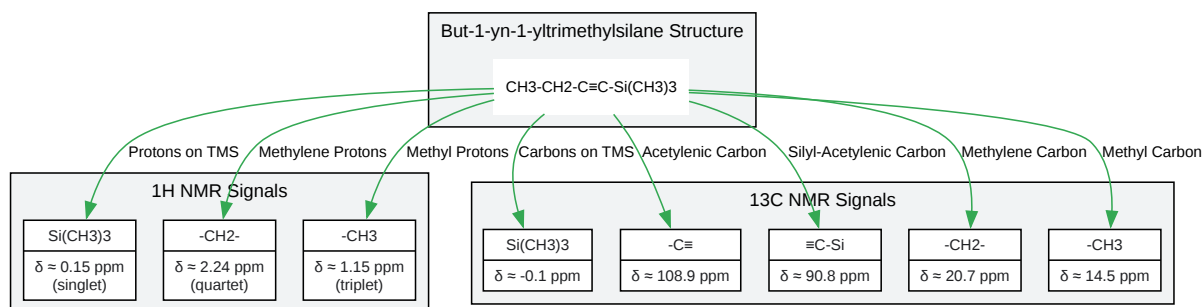 But-1-yn-1-yltrimethylsilane Structure
CH3-CH2-C≡C-Si(CH3)3
Protons on TMS
Methylene Protons
Methyl Protons
Carbons on TMS
Acetylenic Carbon
Silyl-Acetylenic Carbon
Methylene Carbon
Methyl Carbon
1H NMR Signals
Si(CH3)3
δ ≈ 0.15 ppm
(singlet)
-CH2-
δ ≈ 2.24 ppm
(quartet)
-CH3
δ ≈ 1.15 ppm
(triplet)
13C NMR Signals
Si(CH3)3
δ ≈ -0.1 ppm
-C≡
δ ≈ 108.9 ppm
≡C-Si
δ ≈ 90.8 ppm
-CH2-
δ ≈ 20.7 ppm
-CH3
δ ≈ 14.5 ppm